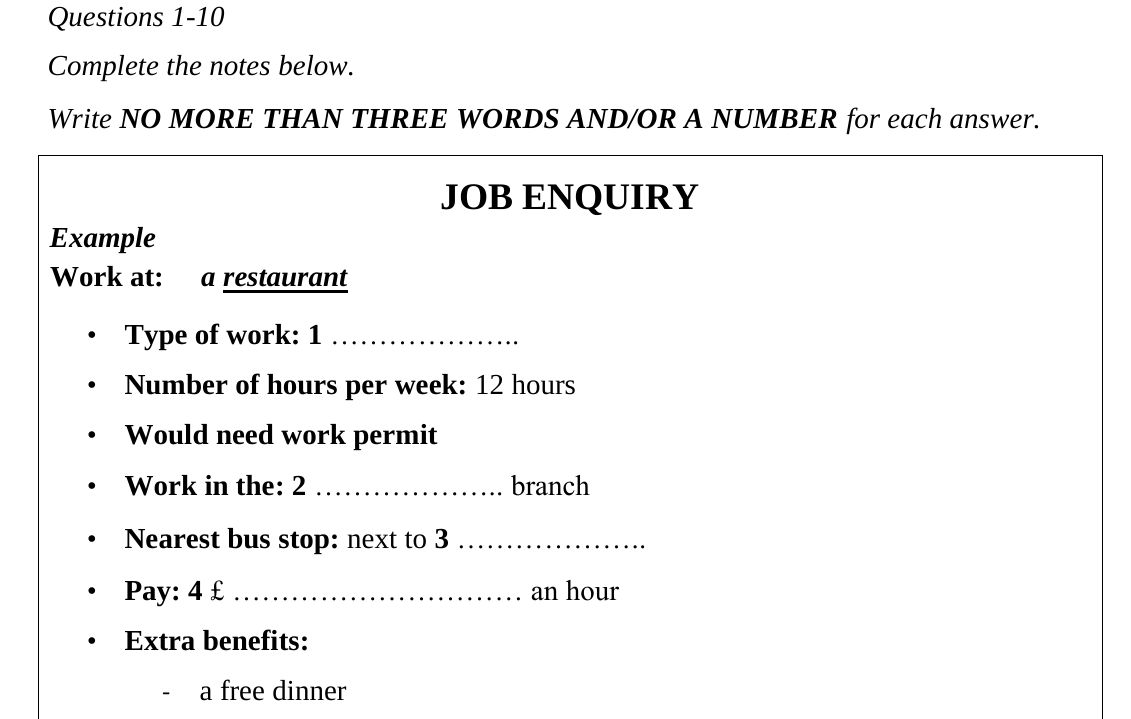 Questions 1-10
Complete the notes below.
Write NO MORE THAN THREE WORDS AND/OR A NUMBER for each answer.
JOB ENQUIRY
Example
Work at: a restaurant
• Type of work: 1 ………………..
• Number of hours per week: 12 hours
• Would need work permit
• Work in the: 2 ……………….. branch
• Nearest bus stop: next to 3 ………………..
• Pay: 4 £ ………………………… an hour
• Extra benefits:
- a free dinner